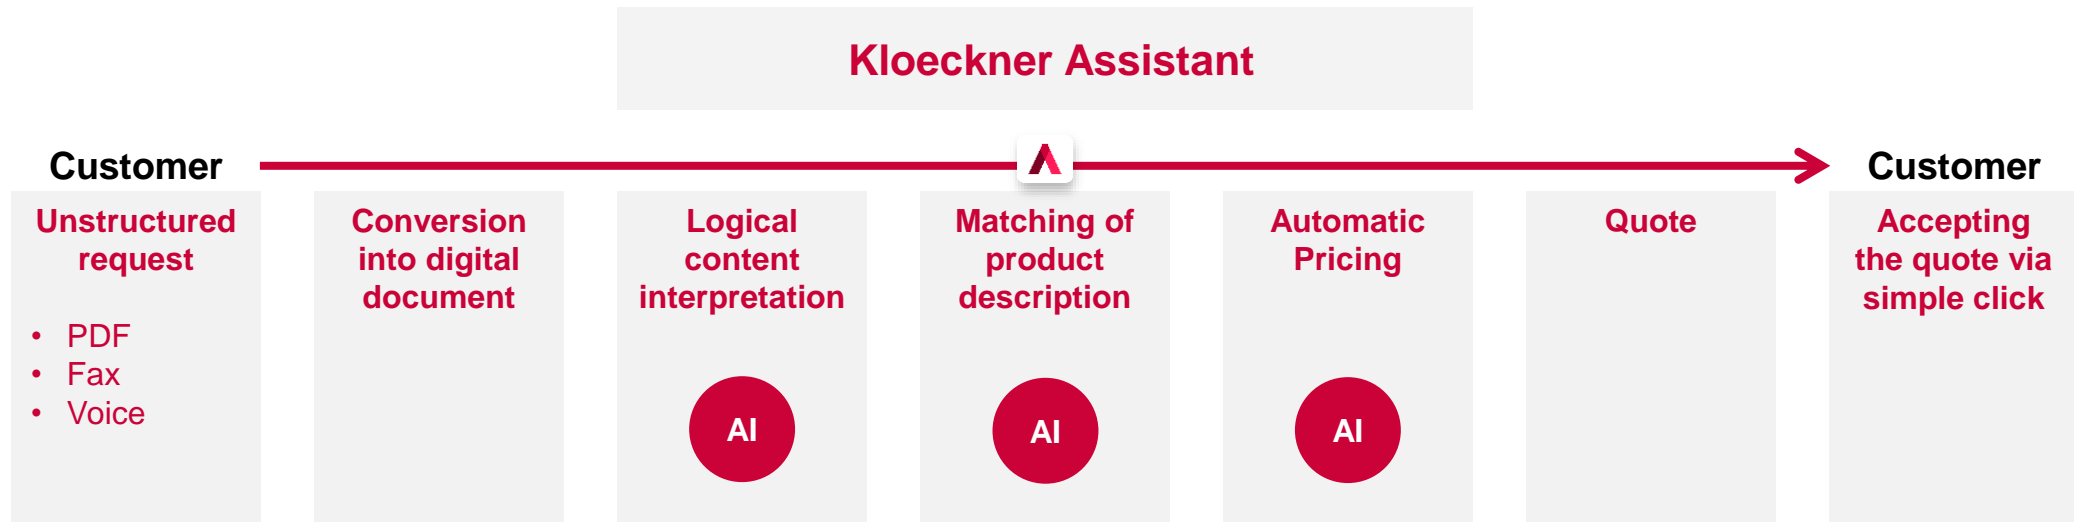 Kloeckner Assistant
Customer
Customer
Unstructured
request
• PDF
• Fax
• Voice
Conversion
into digital
document
Logical
content
interpretation
AI
Matching of
product
description
AI
Automatic
Pricing
AI
Quote
Accepting
the quote via
simple click